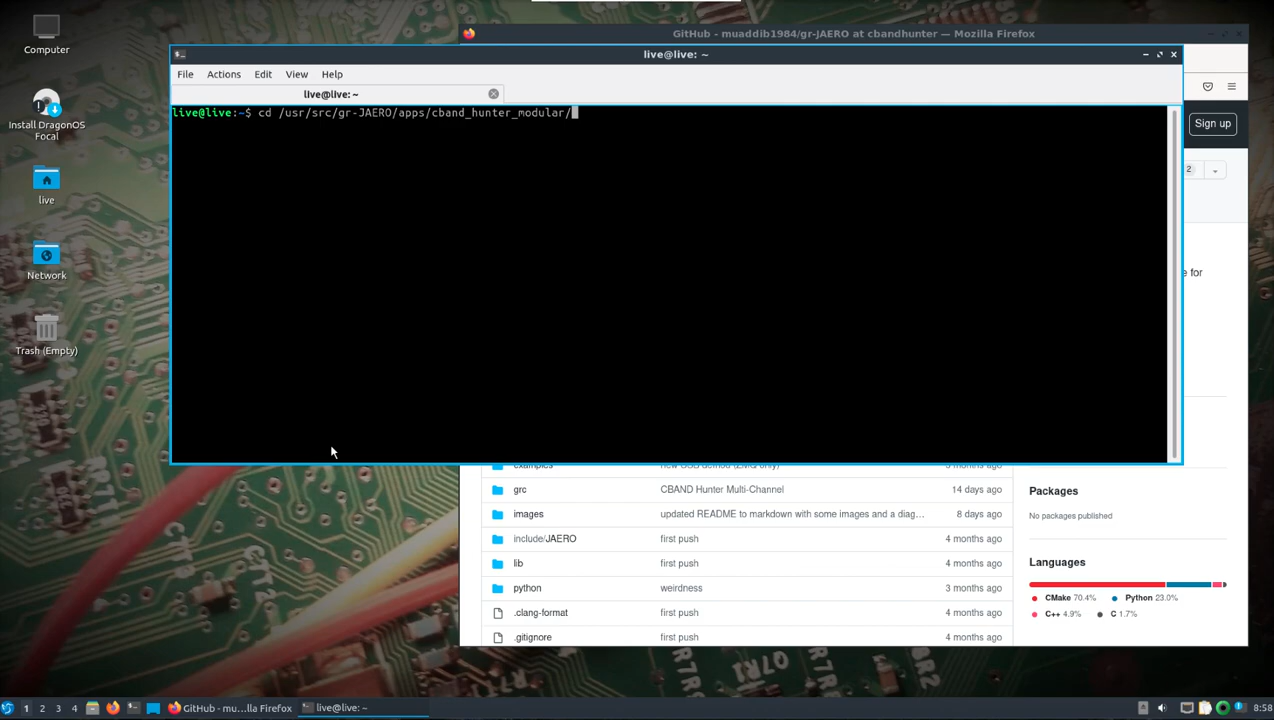 Computer
Install DragonOS
Focal
live
Network
Trash (Empty)
GitHub - muaddib1984/gr-JAERO at cbandhunter — Mozilla Firefox
live@live: ~
File Actions Edit View Help
live@live: ~
live@live:~$ cd /usr/src/gr-JAERO/apps/cband_hunter_modular/
Sign up
2
e for
grc CBAND Hunter Multi-Channel 14 days ago
images updated README to markdown with some images and a diag... 8 days ago
include/JAERO first push 4 months ago
lib first push 4 months ago
python weirdness 3 months ago
.clang-format first push 4 months ago
.gitignore first push 4 months ago
Packages
No packages published
Languages
CMake 70.4% Python 23.0%
C++ 4.9% C 1.7%
1 2 3 4 GitHub - mu...lla Firefox live@live: ~ 8:58